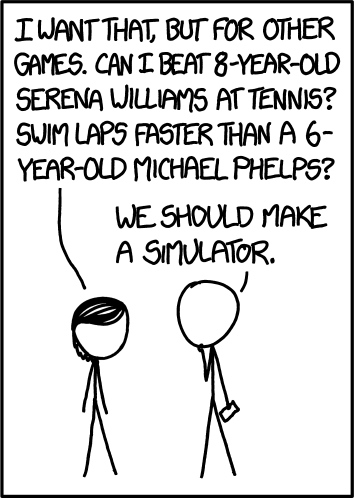 I WANT THAT, BUT FOR OTHER
GAMES. CAN I BEAT 8-YEAR-OLD
SERENA WILLIAMS AT TENNIS?
SWIM LAPS FASTER THAN A 6-
YEAR-OLD MICHAEL PHELPS?
WE SHOULD MAKE
A SIMULATOR.